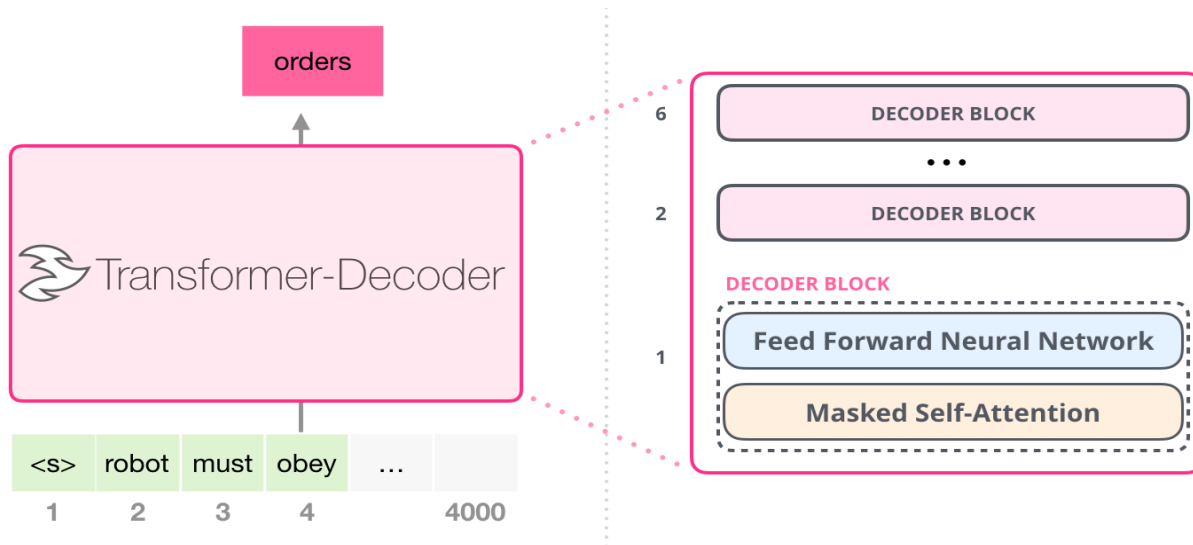 orders
Transformer-Decoder
<s> robot must obey ...
1 2 3 4 4000
6 DECODER BLOCK
...
2 DECODER BLOCK
DECODER BLOCK
1
Feed Forward Neural Network
Masked Self-Attention